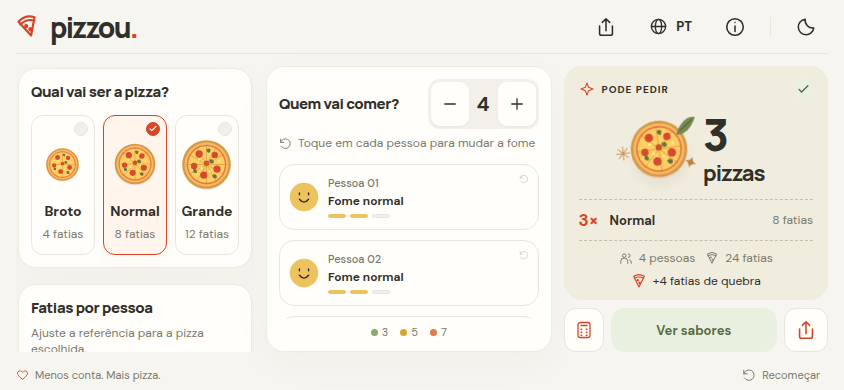 pizzou.
PT
Qual vai ser a pizza?
Broto
4 fatias
Normal
8 fatias
Grande
12 fatias
Fatias por pessoa
Ajuste a referência para a pizza
escolhida.
Quem vai comer?
4
Toque em cada pessoa para mudar a fome
Pessoa 01
Fome normal
Pessoa 02
Fome normal
3 5 7
PODE PEDIR
3
pizzas
3× Normal 8 fatias
4 pessoas 24 fatias
+4 fatias de quebra
Ver sabores
Menos conta. Mais pizza.
Recomeçar